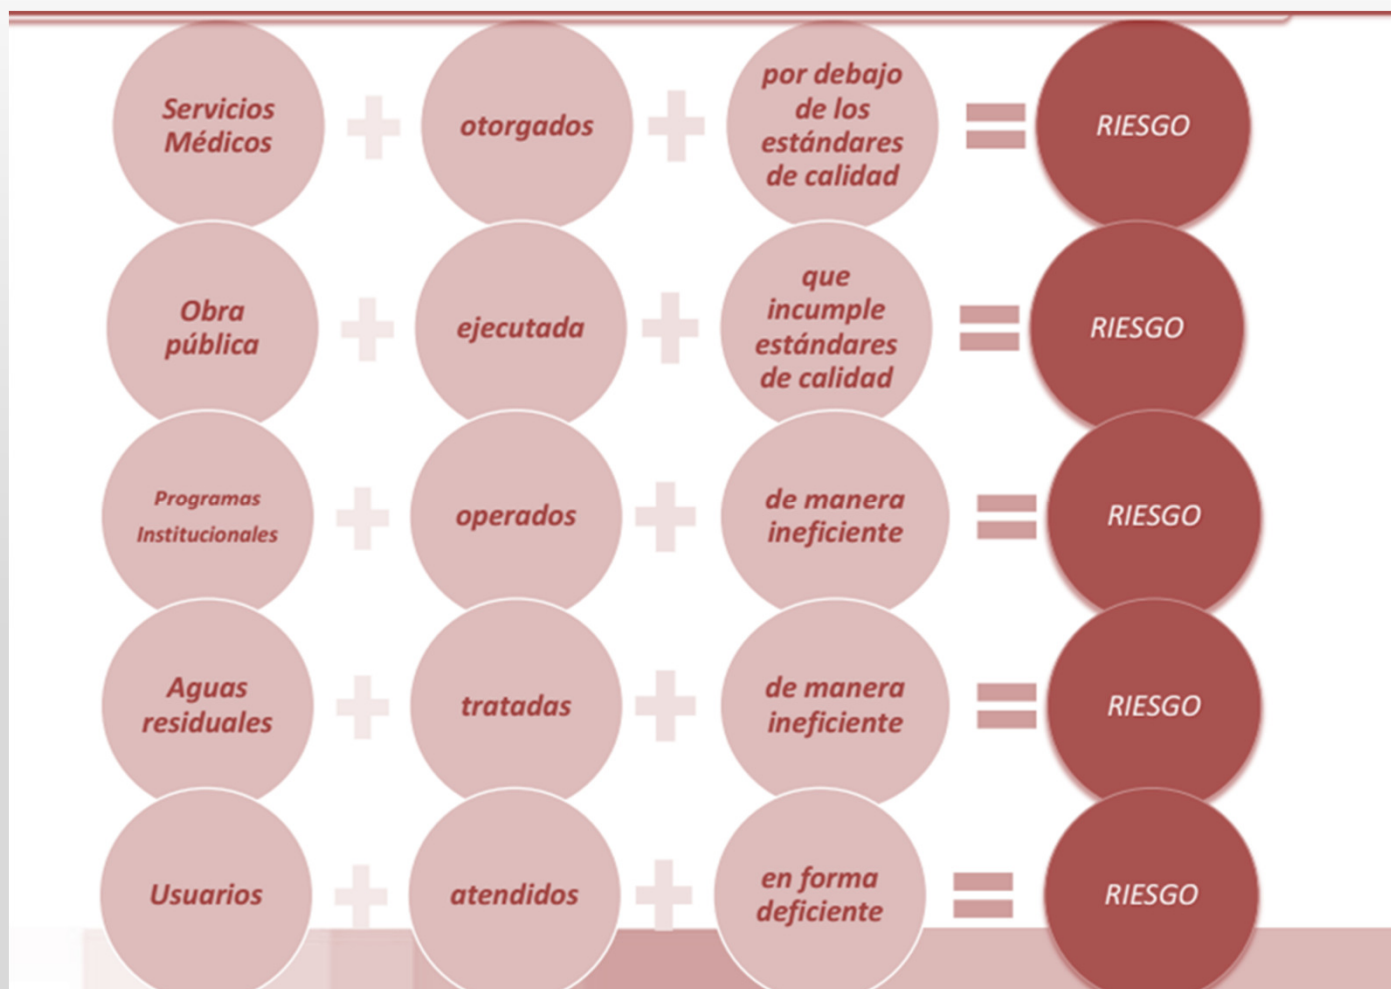 Servicios
Médicos
otorgados
por debajo
de los
estándares
de calidad
RIESGO
Obra
pública
ejecutada
que
incumple
estándares
de calidad
RIESGO
Programas
Institucionales
operados
de manera
ineficiente
RIESGO
Aguas
residuales
tratadas
de manera
ineficiente
RIESGO
Usuarios
atendidos
en forma
deficiente
RIESGO